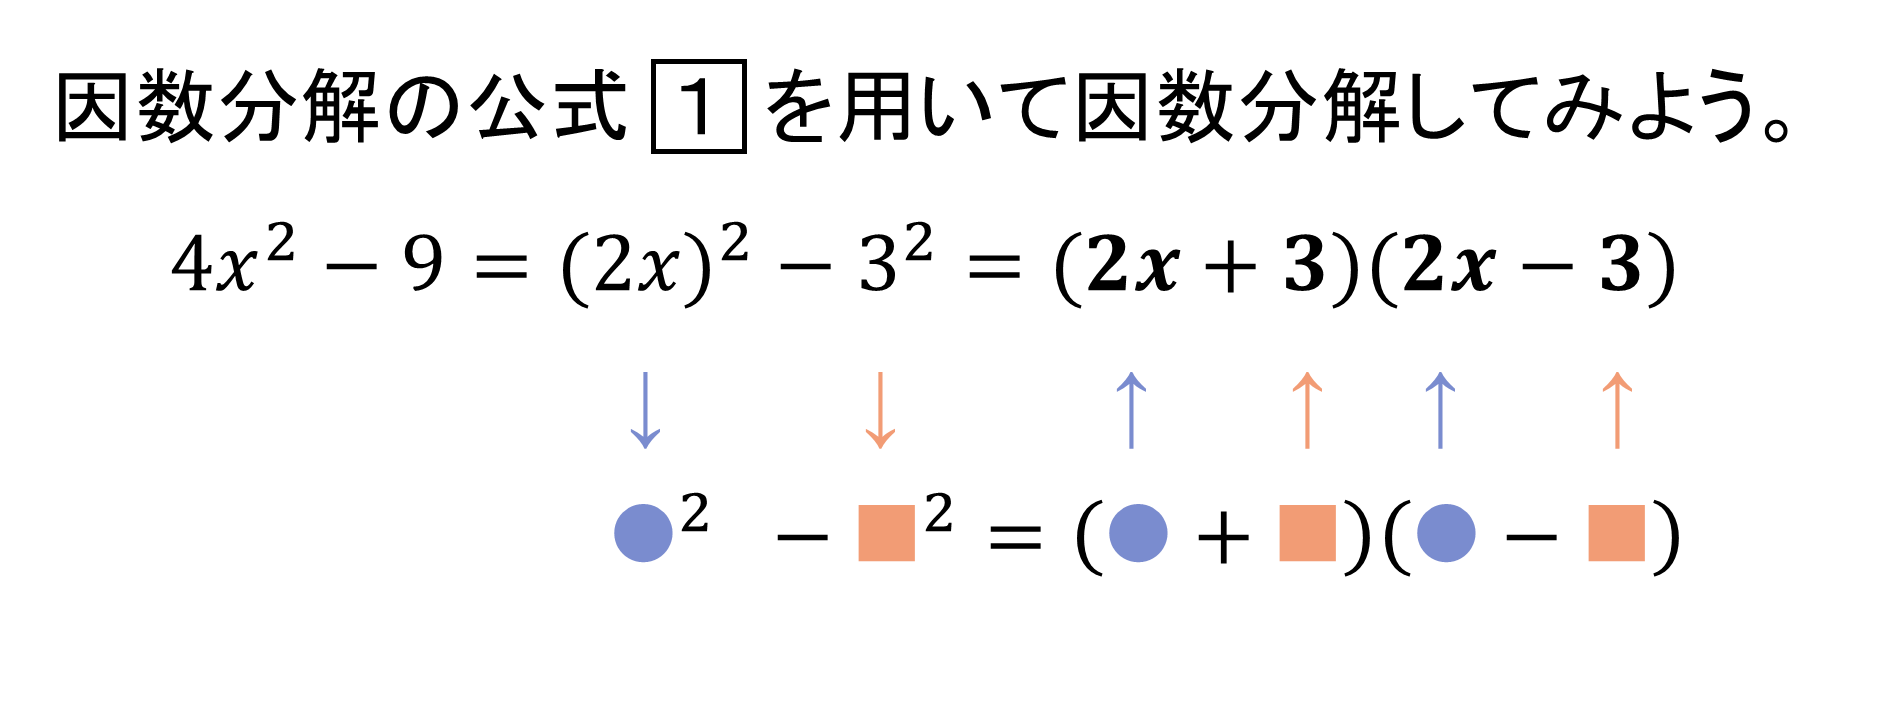 因数分解の公式 1 を用いて因数分解してみよう。
4x² − 9 = (2x)² − 3² = (2x + 3)(2x − 3)
↓ ↓ ↑ ↑ ↑ ↑
●² − ■² = (● + ■)(● − ■)